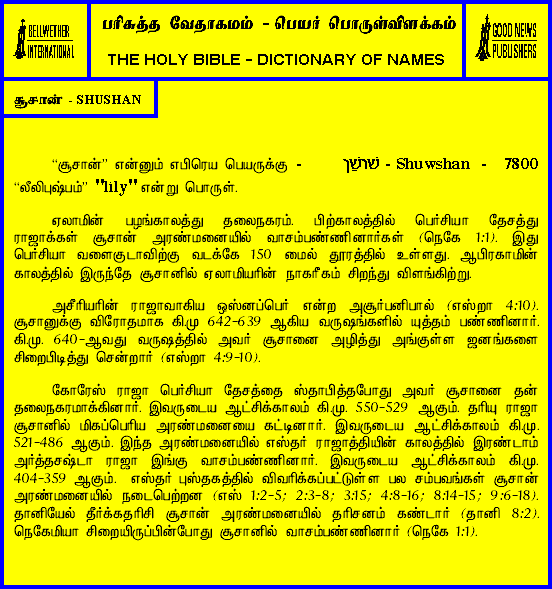 BELLWETHER
INTERNATIONAL
பரிசுத்த வேதாகமம் - பெயர் பொருள்விளக்கம்
THE HOLY BIBLE - DICTIONARY OF NAMES
GOOD NEWS
PUBLISHERS
சூசான் - SHUSHAN
“சூசான்” என்னும் எபிரெய பெயருக்கு - שׁוּשַׁן - Shuwshan - 7800
“லீலிபுஷ்பம்” "lily" என்று பொருள்.
ஏலாமின் பழங்காலத்து தலைநகரம். பிற்காலத்தில் பெர்சியா தேசத்து
ராஜாக்கள் சூசான் அரண்மனையில் வாசம்பண்ணினார்கள் (நெகே 1:1). இது
பெர்சியா வளைகுடாவிற்கு வடக்கே 150 மைல் தூரத்தில் உள்ளது. ஆபிரகாமின்
காலத்தில் இருந்தே சூசானில் ஏலாமியரின் நாகரீகம் சிறந்து விளங்கிற்று.
அசீரியரின் ராஜாவாகிய ஒஸ்னப்பெர் என்ற அசூர்பனிபால் (எஸ்றா 4:10).
சூசானுக்கு விரோதமாக கி.மு 642-639 ஆகிய வருஷங்களில் யுத்தம் பண்ணினார்.
கி.மு. 640-ஆவது வருஷத்தில் அவர் சூசானை அழித்து அங்குள்ள ஜனங்களை
சிறைபிடித்து சென்றார் (எஸ்றா 4:9-10).
கோரேஸ் ராஜா பெர்சியா தேசத்தை ஸ்தாபித்தபோது அவர் சூசானை தன்
தலைநகரமாக்கினார். இவருடைய ஆட்சிக்காலம் கி.மு. 550-529 ஆகும். தரியு ராஜா
சூசானில் மிகப்பெரிய அரண்மனையை கட்டினார். இவருடைய ஆட்சிக்காலம் கி.மு.
521-486 ஆகும். இந்த அரண்மனையில் எஸ்தர் ராஜாத்தியின் காலத்தில் இரண்டாம்
அர்த்தசஷ்டா ராஜா இங்கு வாசம்பண்ணினார். இவருடைய ஆட்சிக்காலம் கி.மு.
404-359 ஆகும். எஸ்தர் புஸ்தகத்தில் விவரிக்கப்பட்டுள்ள பல சம்பவங்கள் சூசான்
அரண்மனையில் நடைபெற்றன (எஸ் 1:2-5; 2:3-8; 3:15; 4:8-16; 8:14-15; 9:6-18).
தானியேல் தீர்க்கதரிசி சூசான் அரண்மனையில் தரிசனம் கண்டார் (தானி 8:2).
நெகேமியா சிறையிருப்பின்போது சூசானில் வாசம்பண்ணினார் (நெகே 1:1).